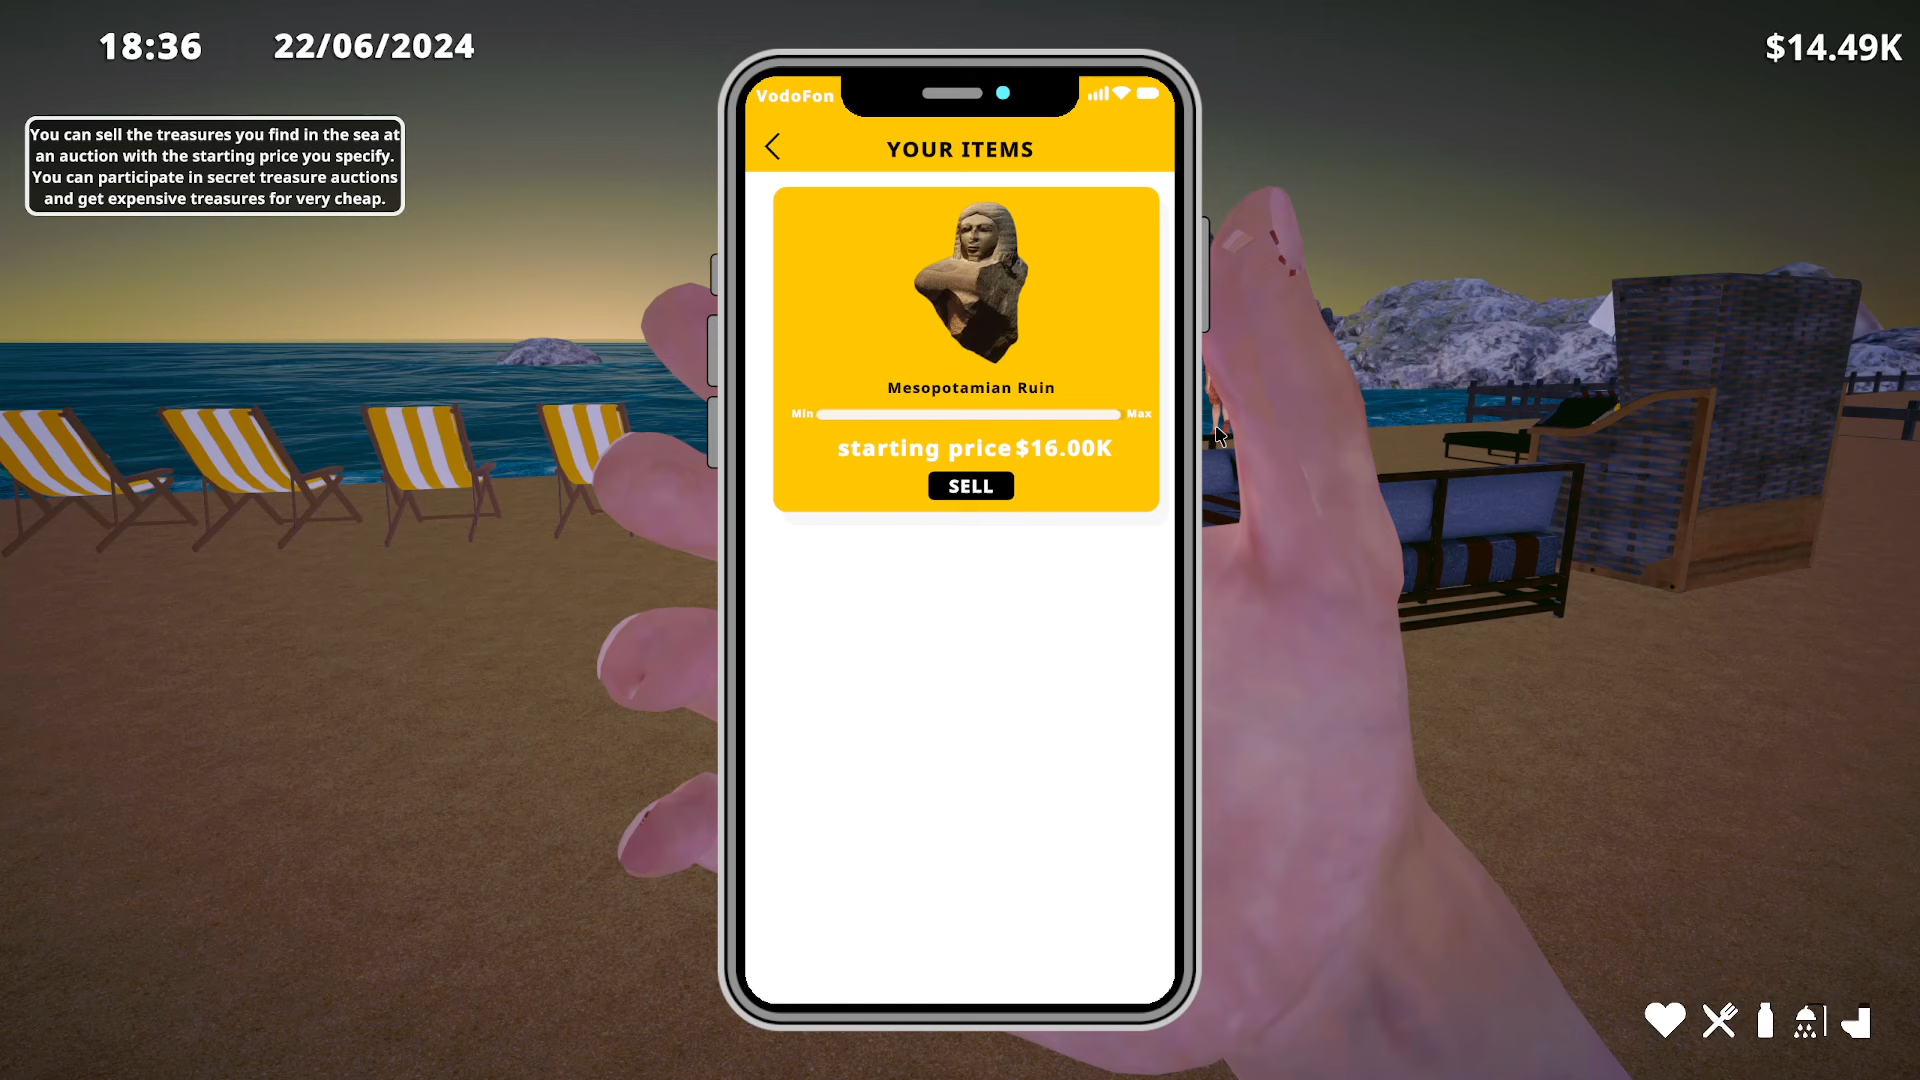 18:36 22/06/2024
$14.49K
You can sell the treasures you find in the sea at
an auction with the starting price you specify.
You can participate in secret treasure auctions
and get expensive treasures for very cheap.
VodoFon
YOUR ITEMS
Mesopotamian Ruin
Min Max
starting price $16.00K
SELL